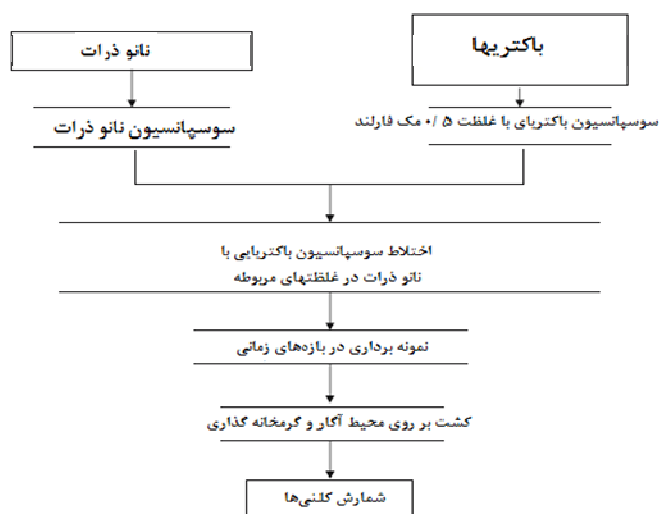 باکتریها
نانو ذرات
سوسپانسیون باکتریای با غلظت ۰/۵ مک فارلند
سوسپانسیون نانو ذرات
اختلاط سوسپانسیون باکتریایی با
نانو ذرات در غلظتهای مربوطه
نمونه برداری در بازه‌های زمانی
کشت بر روی محیط آگار و گرمخانه گذاری
شمارش کلنی‌ها